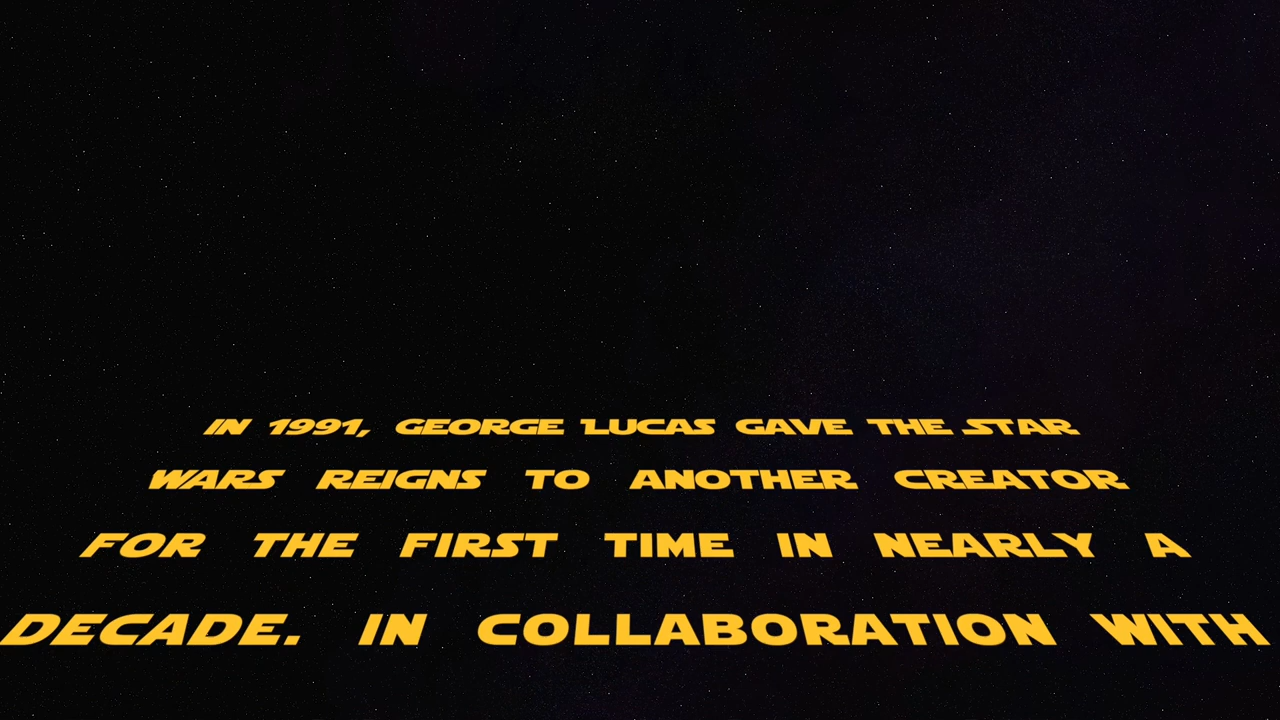 IN 1991, GEORGE LUCAS GAVE THE STAR
WARS REIGNS TO ANOTHER CREATOR
FOR THE FIRST TIME IN NEARLY A
DECADE. IN COLLABORATION WITH